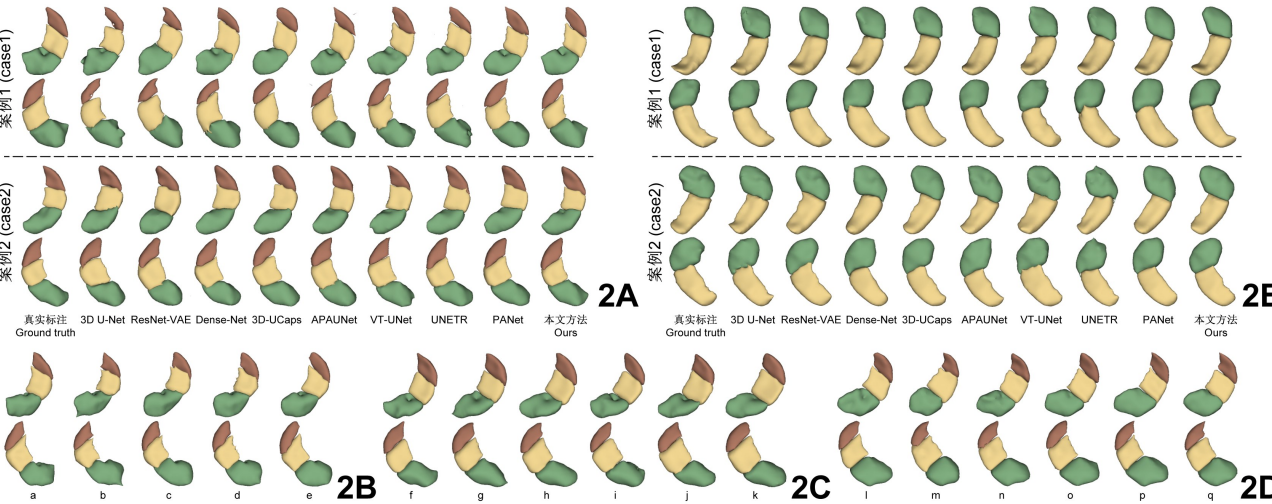 案例1 (case1)
案例2 (case2)
真实标注 3D U-Net ResNet-VAE Dense-Net 3D-UCaps APAUNet VT-UNet UNETR PANet 本文方法
Ground truth Ours
2A
案例1 (case1)
案例2 (case2)
真实标注 3D U-Net ResNet-VAE Dense-Net 3D-UCaps APAUNet VT-UNet UNETR PANet 本文方法
Ground truth Ours
2E
a b c d e 2B
f g h i j k 2C
l m n o p q 2D